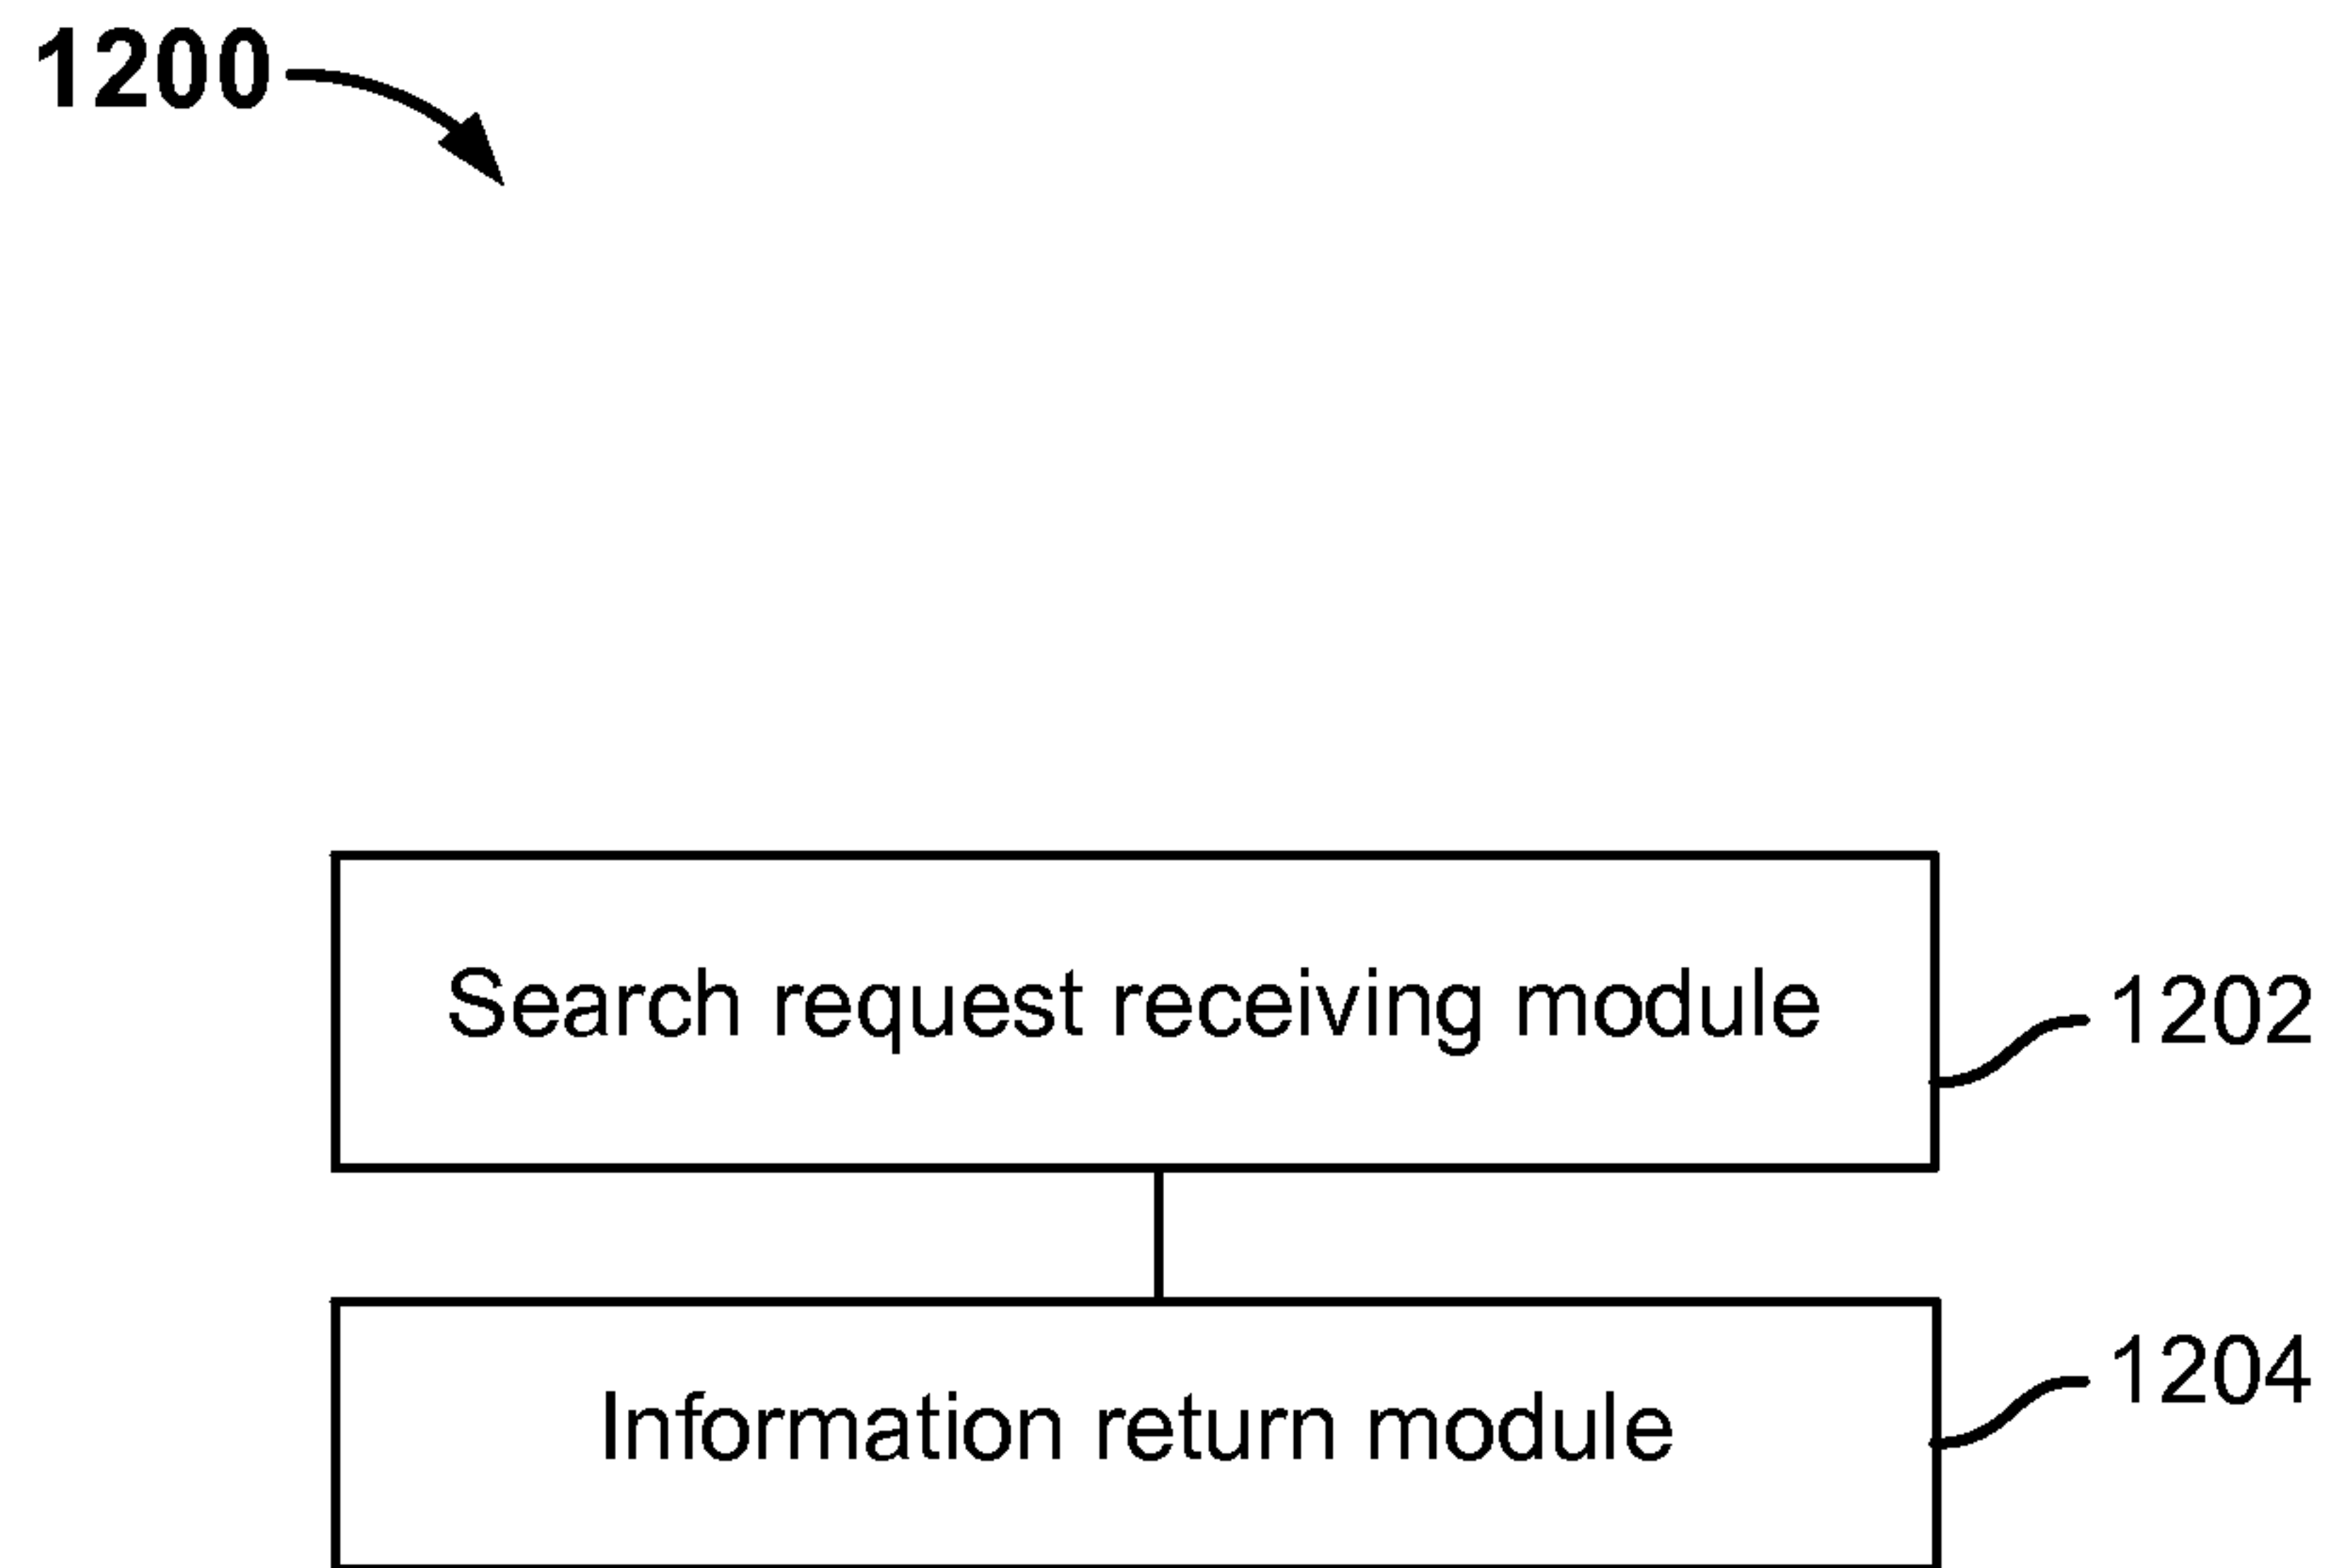 1200
Search request receiving module
1202
Information return module
1204